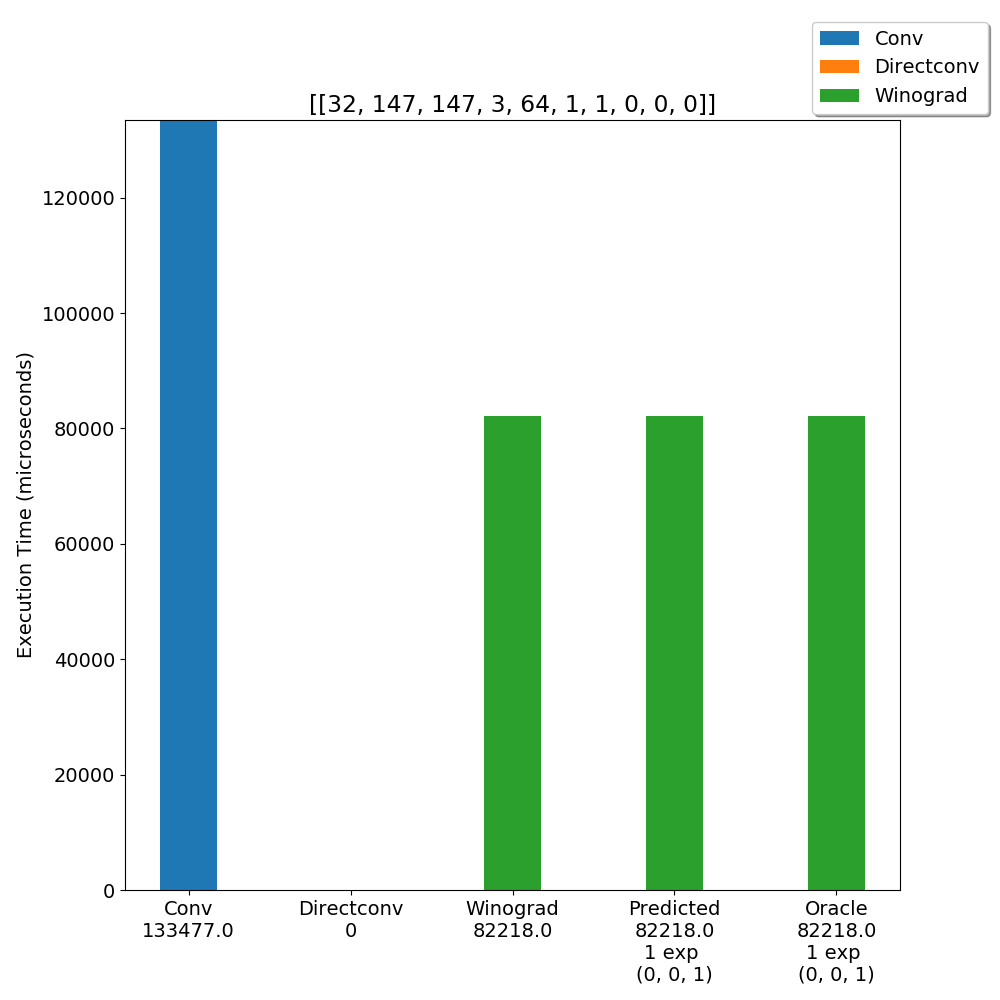 Conv
Directconv
Winograd
[[32, 147, 147, 3, 64, 1, 1, 0, 0, 0]]
Execution Time (microseconds)
120000
100000
80000
60000
40000
20000
0
Conv
133477.0
Directconv
0
Winograd
82218.0
Predicted
82218.0
1 exp
(0, 0, 1)
Oracle
82218.0
1 exp
(0, 0, 1)